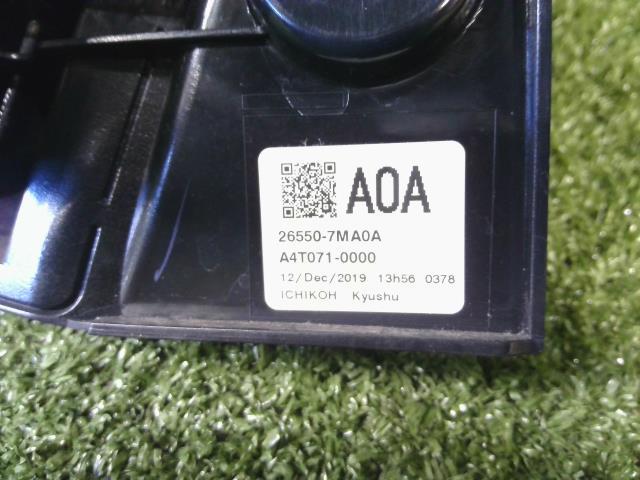 A0A
26550-7MA0A
A4T071-0000
12/Dec/2019 13h56 0378
ICHIKOH Kyushu